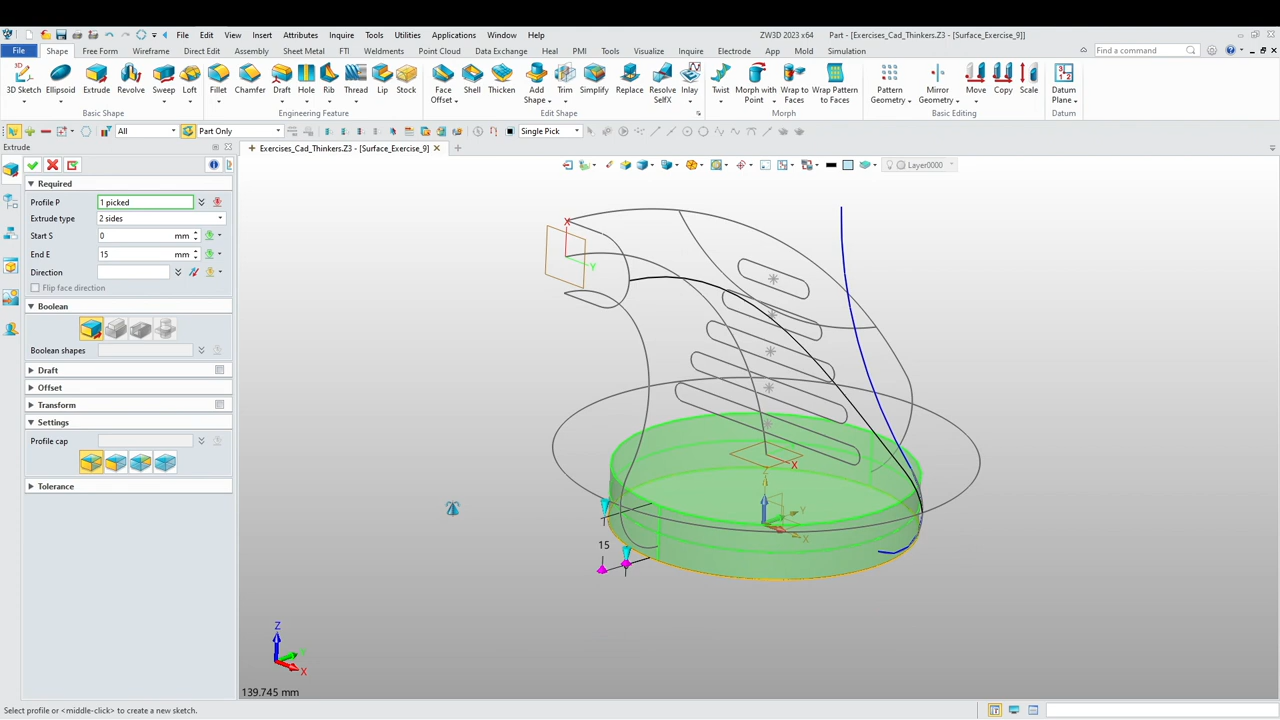 File Edit View Insert Attributes Inquire Tools Utilities Applications Window Help ZW3D 2023 x64 Part - [Exercises_Cad_Thinkers.Z3 - [Surface_Exercise_9]]
File Shape Free Form Wireframe Direct Edit Assembly Sheet Metal FTI Weldments Point Cloud Data Exchange Heal PMI Tools Visualize Inquire Electrode App Mold Simulation Find a command
3D Sketch Ellipsoid Extrude Revolve Sweep Loft Fillet Chamfer Draft Hole Rib Thread Lip Stock Face Offset Shell Thicken Add Shape Trim Simplify Replace Resolve SelfX Inlay Twist Morph with Point Wrap to Faces Wrap Pattern to Faces Pattern Geometry Mirror Geometry Move Copy Scale Datum Plane
Basic Shape Engineering Feature Edit Shape Morph Basic Editing Datum
All Part Only Single Pick
Extrude
Exercises_Cad_Thinkers.Z3 - [Surface_Exercise_9]
Layer0000
Required
Profile P 1 picked
Extrude type 2 sides
Start S 0 mm
End E 15 mm
Direction
Flip face direction
Boolean
Boolean shapes
Draft
Offset
Transform
Settings
Profile cap
Tolerance
X
Y
X
Z
Y
X
15
Z
X
139.745 mm
Select profile or <middle-click> to create a new sketch.